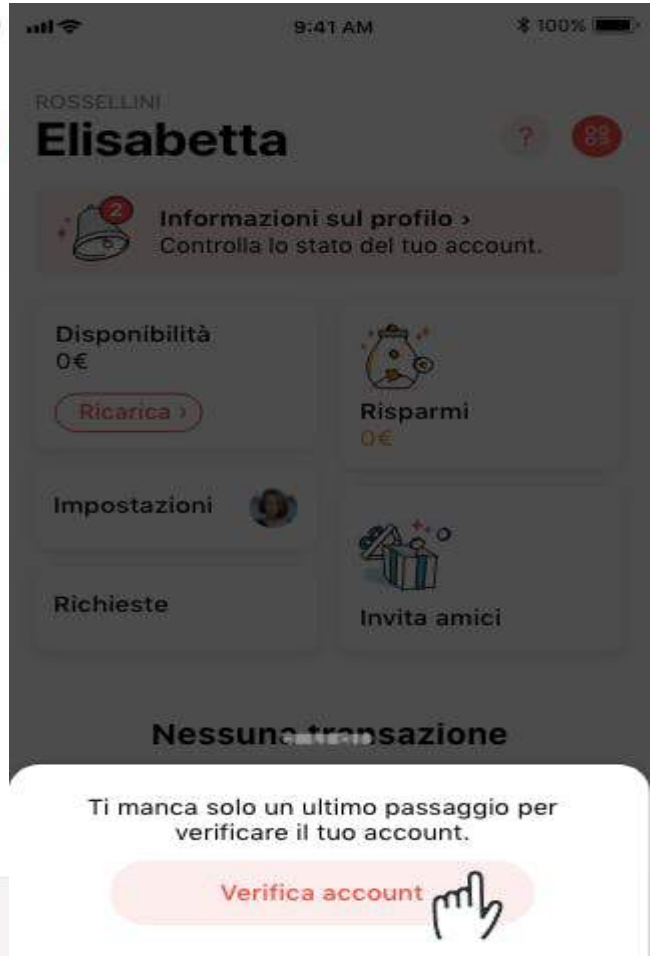 9:41 AM
100%
ROSSELLINI
Elisabetta
?
2
Informazioni sul profilo ›
Controlla lo stato del tuo account.
Disponibilità
0€
Ricarica ›
Risparmi
0€
Impostazioni
Richieste
Invita amici
Nessuna transazione
Ti manca solo un ultimo passaggio per
verificare il tuo account.
Verifica account